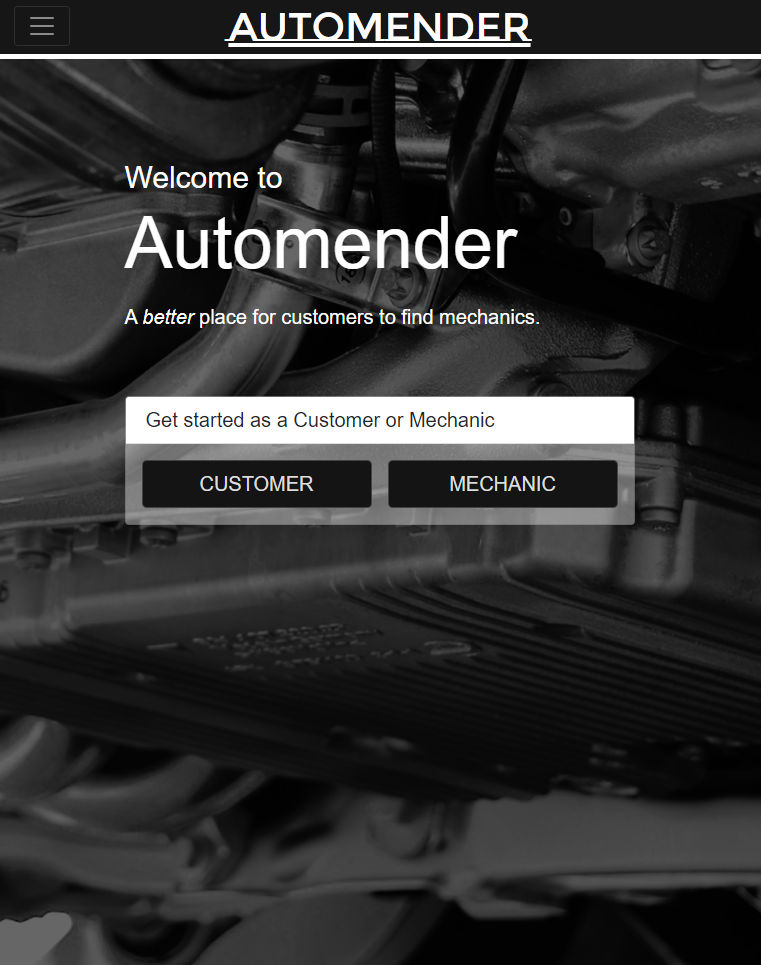 AUTOMENDER
Welcome to
Automender
A better place for customers to find mechanics.
Get started as a Customer or Mechanic
CUSTOMER
MECHANIC